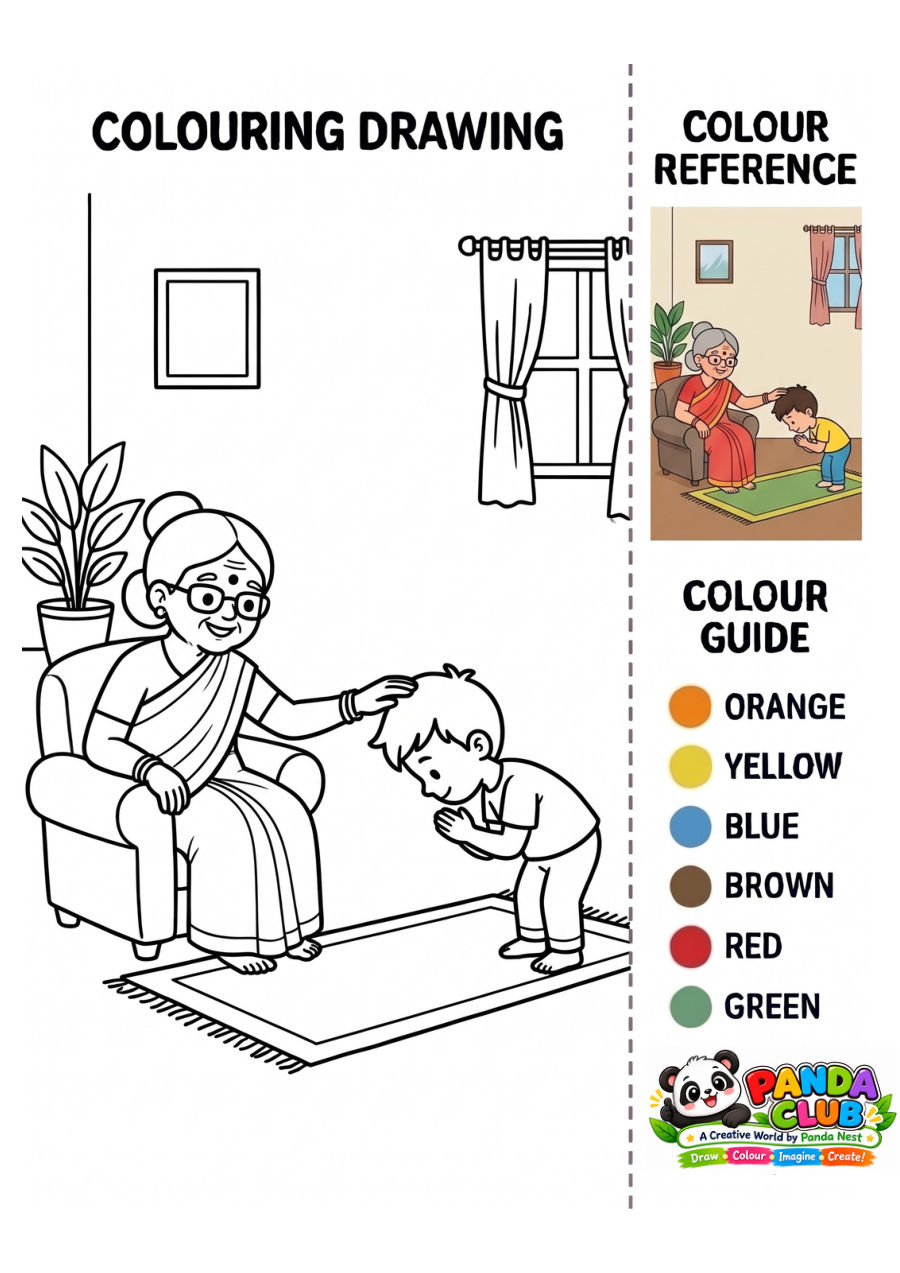 COLOURING DRAWING
COLOUR
REFERENCE
COLOUR
GUIDE
ORANGE
YELLOW
BLUE
BROWN
RED
GREEN
PANDA
CLUB
A Creative World by Panda Nest
Draw • Colour • Imagine • Create!